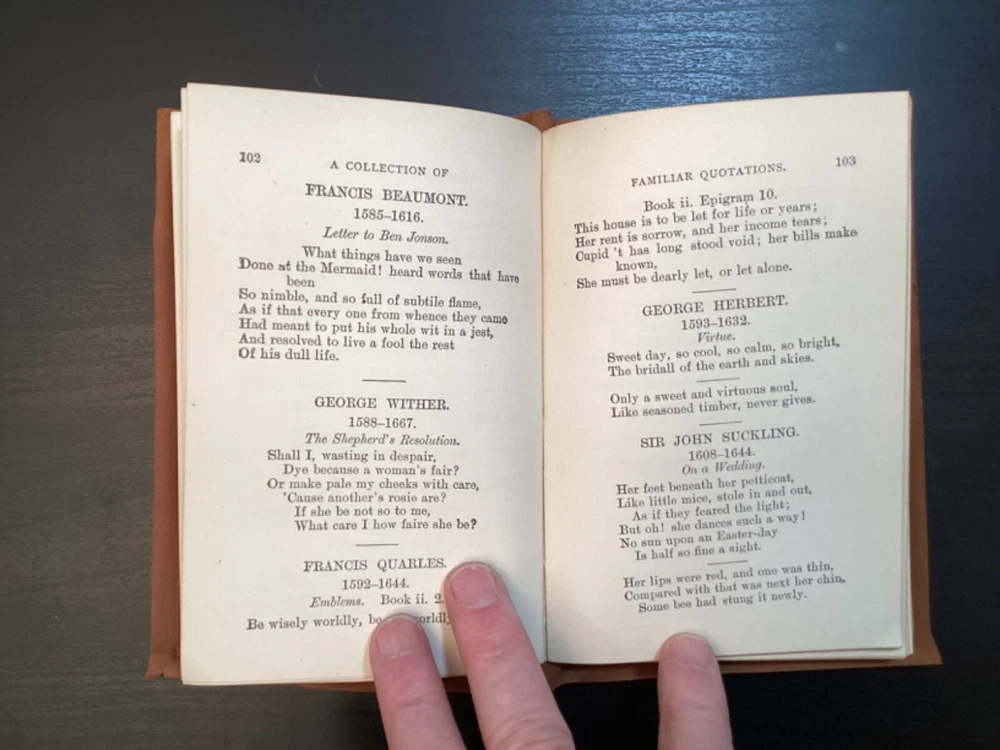 102
A COLLECTION OF
FRANCIS BEAUMONT.
1585–1616.
Letter to Ben Jonson.
What things have we seen
Done at the Mermaid! heard words that have
been
So nimble, and so full of subtile flame,
As if that every one from whence they came
Had meant to put his whole wit in a jest,
And resolved to live a fool the rest
Of his dull life.
GEORGE WITHER.
1588–1667.
The Shepherd's Resolution.
Shall I, wasting in despair,
Dye because a woman's fair?
Or make pale my cheeks with care,
'Cause another's rosie are?
If she be not so to me,
What care I how faire she be?
FRANCIS QUARLES.
1592–1644.
Emblems. Book ii. 2.
Be wisely worldly,
FAMILIAR QUOTATIONS.
103
Book ii. Epigram 10.
This house is to be let for life or years;
Her rent is sorrow, and her income tears;
Cupid 't has long stood void; her bills make
known,
She must be dearly let, or let alone.
GEORGE HERBERT.
1593–1632.
Virtue.
Sweet day, so cool, so calm, so bright,
The bridall of the earth and skies.
Only a sweet and virtuous soul,
Like seasoned timber, never gives.
SIR JOHN SUCKLING.
1608–1644.
On a Wedding.
Her feet beneath her petticoat,
Like little mice, stole in and out,
As if they feared the light;
But oh! she dances such a way!
No sun upon an Easter-day
Is half so fine a sight.
Her lips were red, and one was thin,
Compared with that was next her chin,
Some bee had stung it newly.